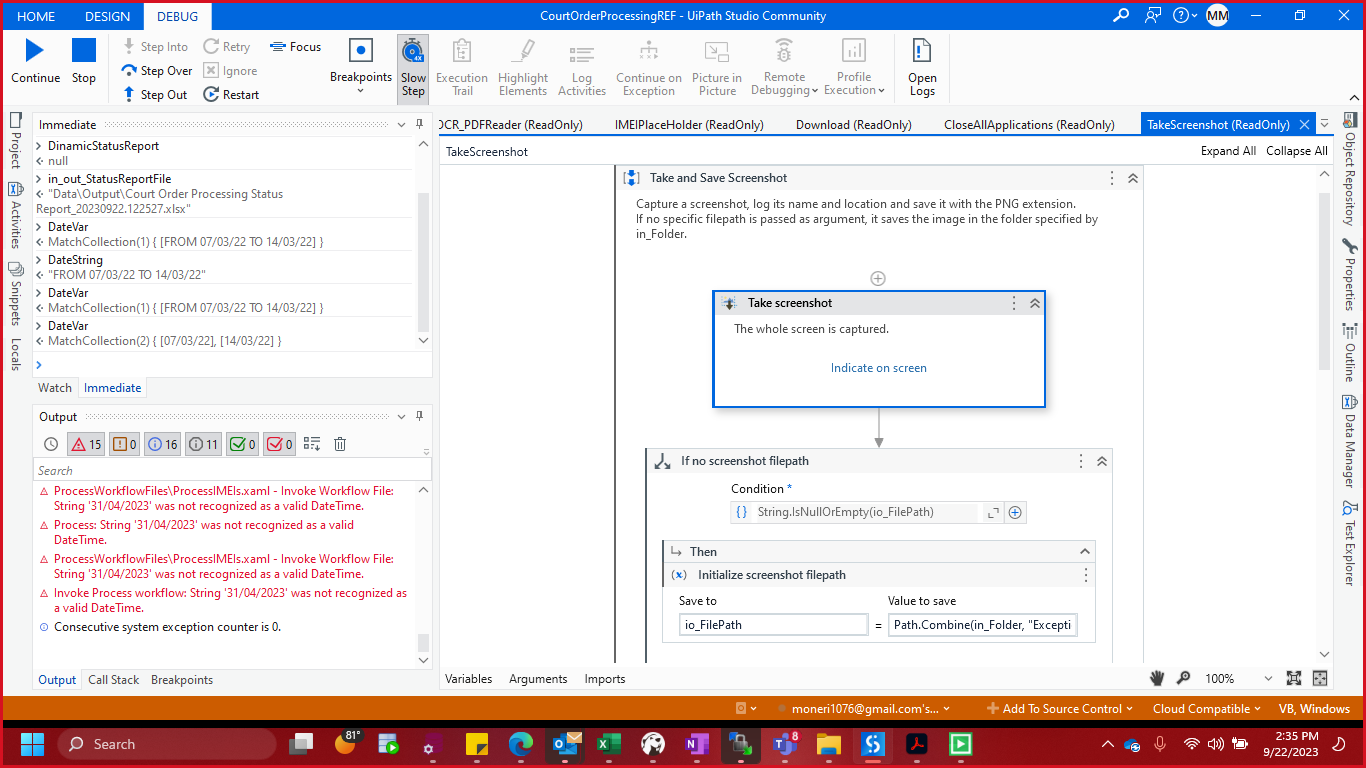 HOME DESIGN DEBUG CourtOrderProcessingREF - UiPath Studio Community MM
Continue Stop
Step Into Retry Focus
Step Over Ignore
Step Out Restart
Breakpoints Slow Step Execution Trail Highlight Elements Log Activities Continue on Exception Picture in Picture Remote Debugging Profile Execution Open Logs
Project
Activities
Snippets
Locals
Immediate
DinamicStatusReport
null
in_out_StatusReportFile
"Data\Output\Court Order Processing Status
Report_20230922.122527.xlsx"
DateVar
MatchCollection(1) { [FROM 07/03/22 TO 14/03/22] }
DateString
"FROM 07/03/22 TO 14/03/22"
DateVar
MatchCollection(1) { [FROM 07/03/22 TO 14/03/22] }
DateVar
MatchCollection(2) { [07/03/22], [14/03/22] }
Watch Immediate
Output
15 0 16 11 0 0
Search
ProcessWorkflowFiles\ProcessIMEIs.xaml - Invoke Workflow File:
String '31/04/2023' was not recognized as a valid DateTime.
Process: String '31/04/2023' was not recognized as a valid
DateTime.
ProcessWorkflowFiles\ProcessIMEIs.xaml - Invoke Workflow File:
String '31/04/2023' was not recognized as a valid DateTime.
Invoke Process workflow: String '31/04/2023' was not recognized as
a valid DateTime.
Consecutive system exception counter is 0.
Output Call Stack Breakpoints
OCR_PDFReader (ReadOnly) IMEIPlaceHolder (ReadOnly) Download (ReadOnly) CloseAllApplications (ReadOnly) TakeScreenshot (ReadOnly)
TakeScreenshot Expand All Collapse All
Take and Save Screenshot
Capture a screenshot, log its name and location and save it with the PNG extension.
If no specific filepath is passed as argument, it saves the image in the folder specified by
in_Folder.
Take screenshot
The whole screen is captured.
Indicate on screen
If no screenshot filepath
Condition *
{} String.IsNullOrEmpty(io_FilePath)
Then
(x) Initialize screenshot filepath
Save to Value to save
io_FilePath = Path.Combine(in_Folder, "Excepti
Variables Arguments Imports 100%
Object Repository
Properties
Outline
Data Manager
Test Explorer
moneri1076@gmail.com's... Add To Source Control Cloud Compatible VB, Windows
Search 81° 8 2:35 PM
9/22/2023